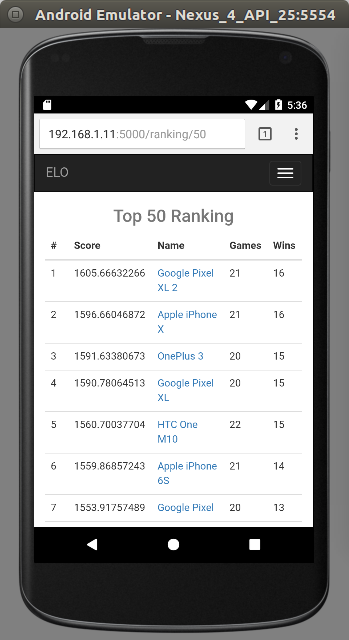 Android Emulator - Nexus_4_API_25:5554
5:36
192.168.1.11:5000/ranking/50
1
ELO
Top 50 Ranking
# Score Name Games Wins
1 1605.66632266 Google Pixel 21 16
XL 2
2 1596.66046872 Apple iPhone 21 16
X
3 1591.63380673 OnePlus 3 20 15
4 1590.78064513 Google Pixel 20 15
XL
5 1560.70037704 HTC One 22 15
M10
6 1559.86857243 Apple iPhone 21 14
6S
7 1553.91757489 Google Pixel 20 13